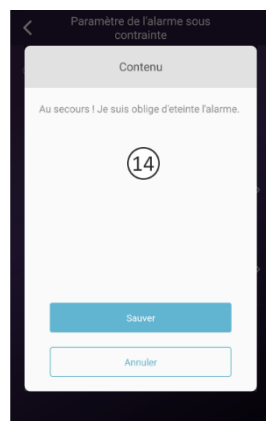 Paramètre de l'alarme sous
contrainte
Contenu
Au secours ! Je suis oblige d'eteinte l'alarme.
14
Sauver
Annuler